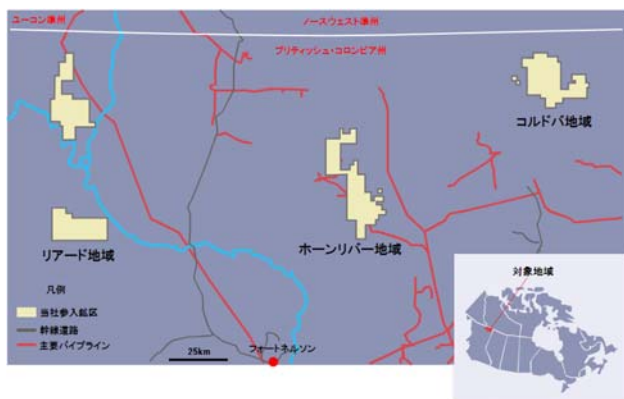 ユーコン準州
ノースウェスト準州
ブリティッシュ・コロンビア州
コルドバ地域
リアード地域
ホーンリバー地域
対象地域
凡例
当社参入鉱区
幹線道路
主要パイプライン
25km
フォートネルソン